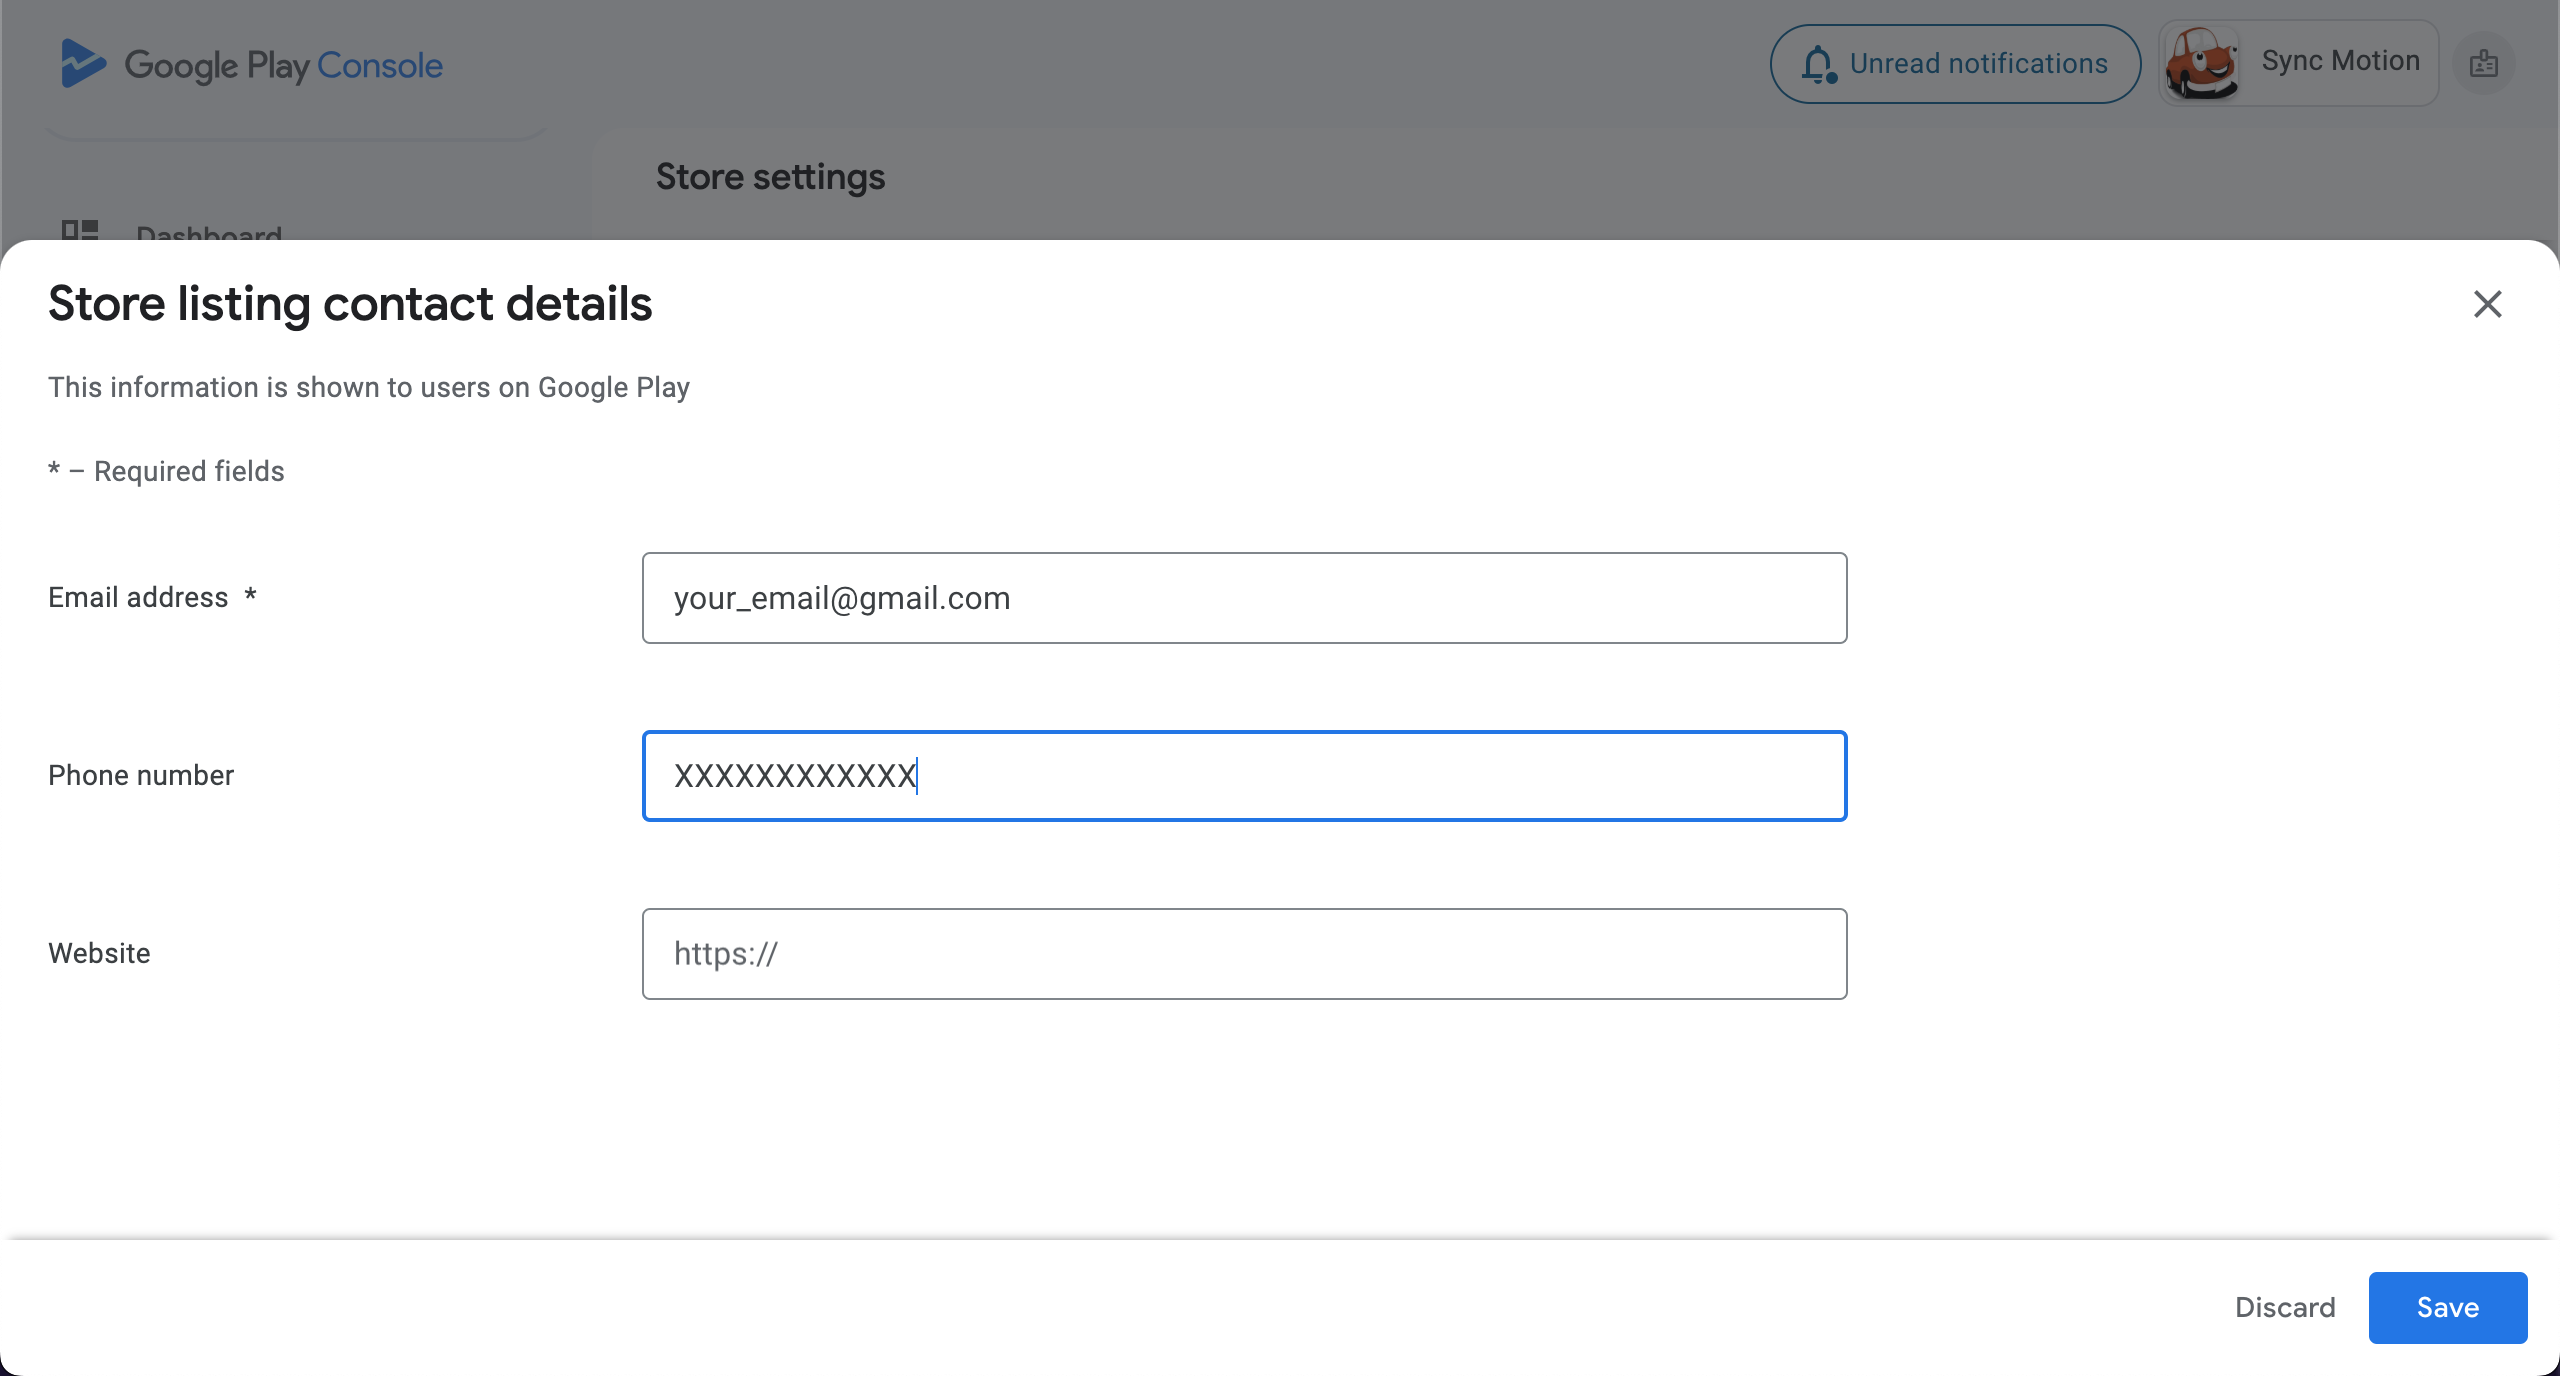 Google Play Console
Unread notifications
Sync Motion
Store settings
Dashboard
Store listing contact details
This information is shown to users on Google Play
* – Required fields
Email address *
your_email@gmail.com
Phone number
XXXXXXXXXXXX
Website
https://
Discard
Save